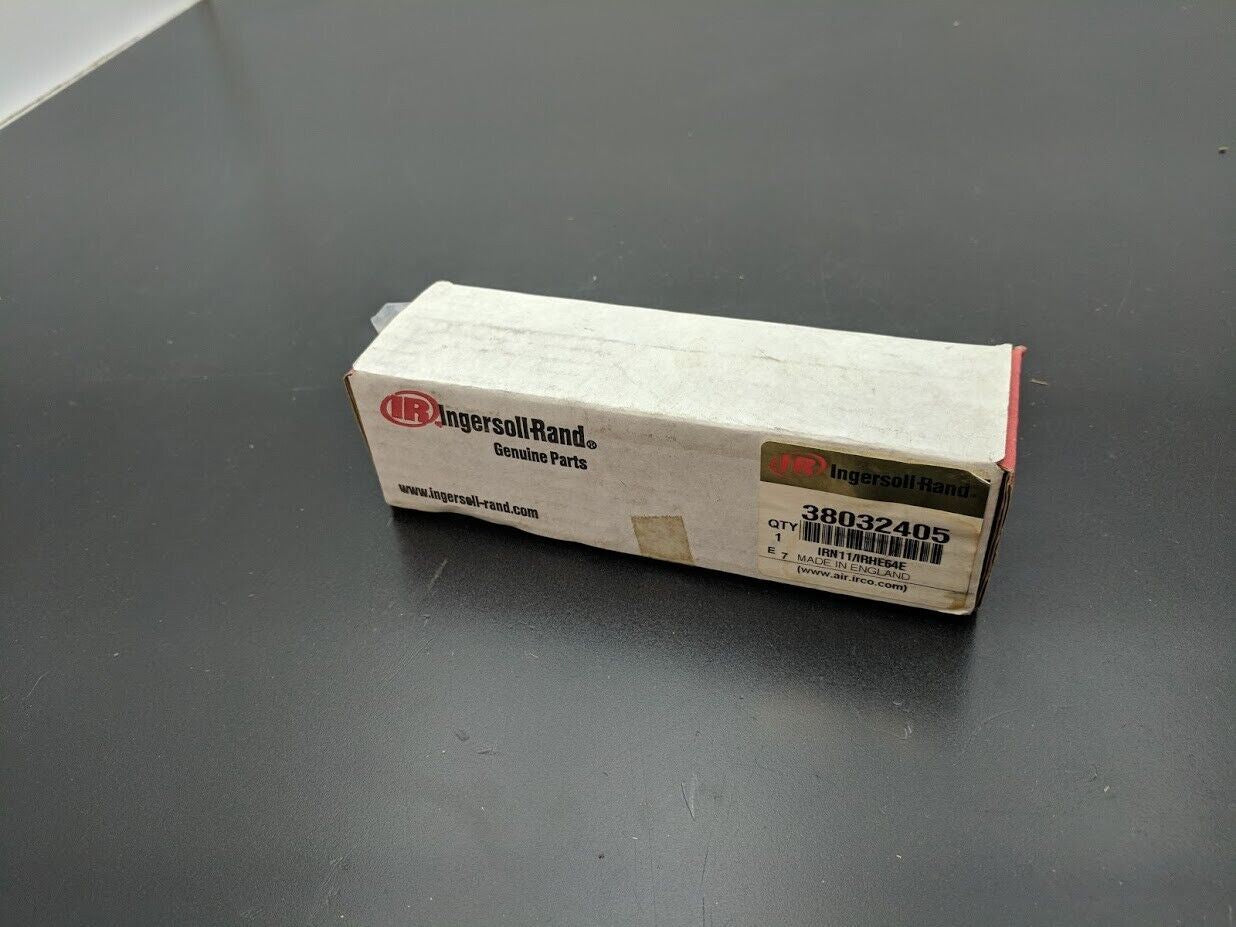 IR Ingersoll-Rand®
Genuine Parts
www.ingersoll-rand.com
IR Ingersoll-Rand
38032405
QTY
1
IRN11/IRHE64E
E 7 MADE IN ENGLAND
(www.air.irco.com)